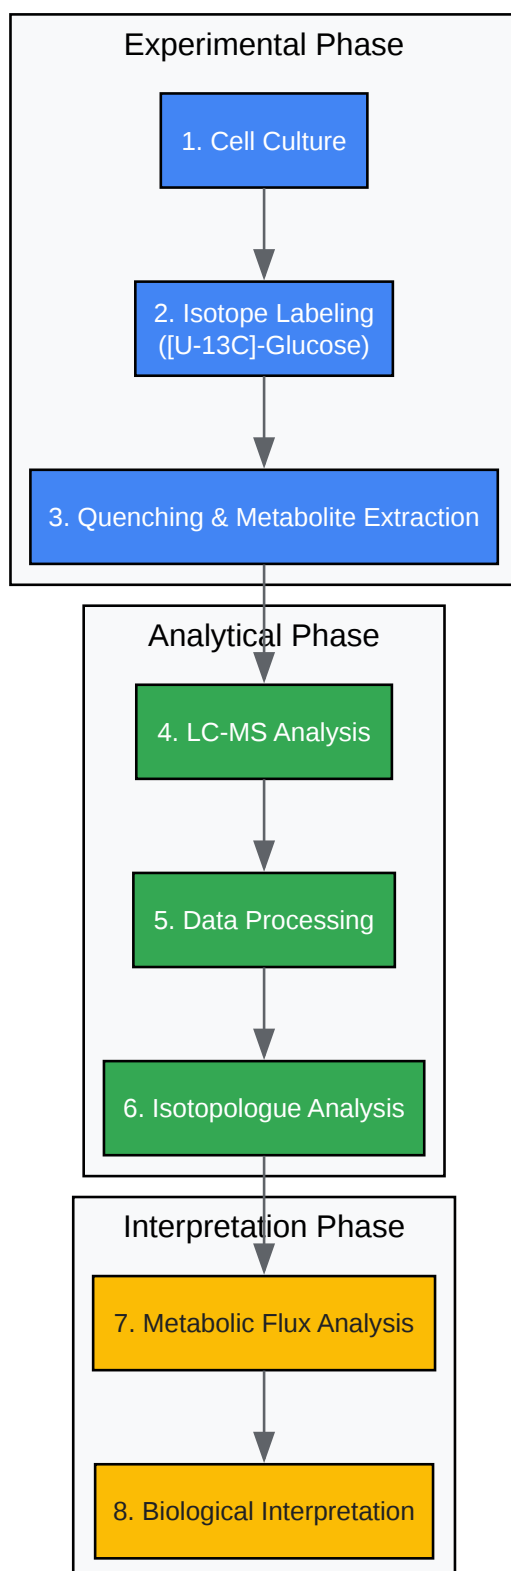 Experimental Phase
1. Cell Culture
2. Isotope Labeling
([U-13C]-Glucose)
3. Quenching & Metabolite Extraction
Analytical Phase
4. LC-MS Analysis
5. Data Processing
6. Isotopologue Analysis
Interpretation Phase
7. Metabolic Flux Analysis
8. Biological Interpretation